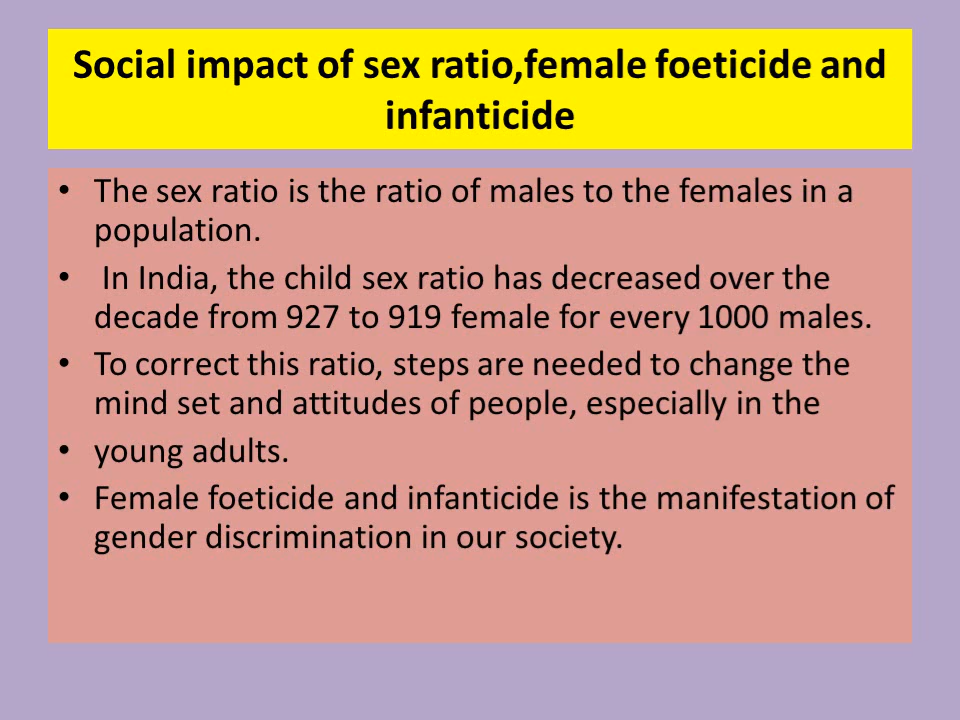 Social impact of sex ratio,female foeticide and
infanticide
• The sex ratio is the ratio of males to the females in a
population.
• In India, the child sex ratio has decreased over the
decade from 927 to 919 female for every 1000 males.
• To correct this ratio, steps are needed to change the
mind set and attitudes of people, especially in the
• young adults.
• Female foeticide and infanticide is the manifestation of
gender discrimination in our society.